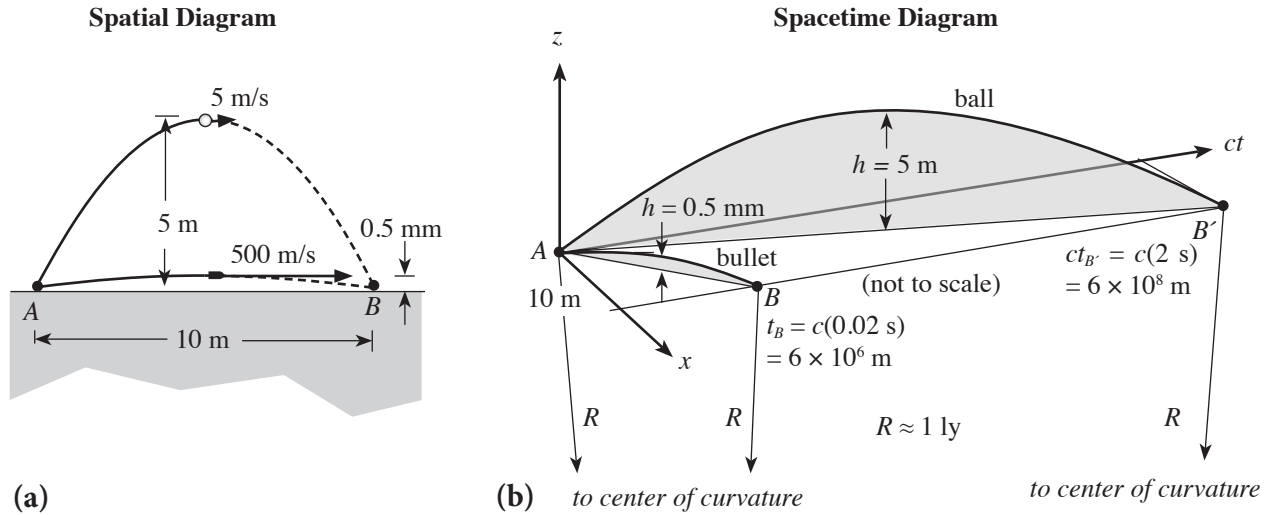 Spatial Diagram
5 m/s
5 m
0.5 mm
500 m/s
A
B
10 m
(a)
Spacetime Diagram
z
ball
ct
h = 5 m
h = 0.5 mm
A
bullet
B′
ct_B′ = c(2 s)
= 6 × 10⁸ m
(not to scale)
10 m
B
t_B = c(0.02 s)
= 6 × 10⁶ m
x
R
R
R ≈ 1 ly
R
(b)
to center of curvature
to center of curvature